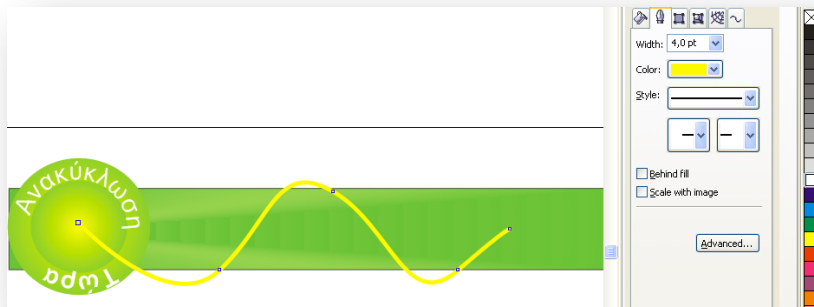 Width: 4,0 pt
Color:
Style:
Behind fill
Scale with image
Advanced...
Ανακύκλωση
Τώρα